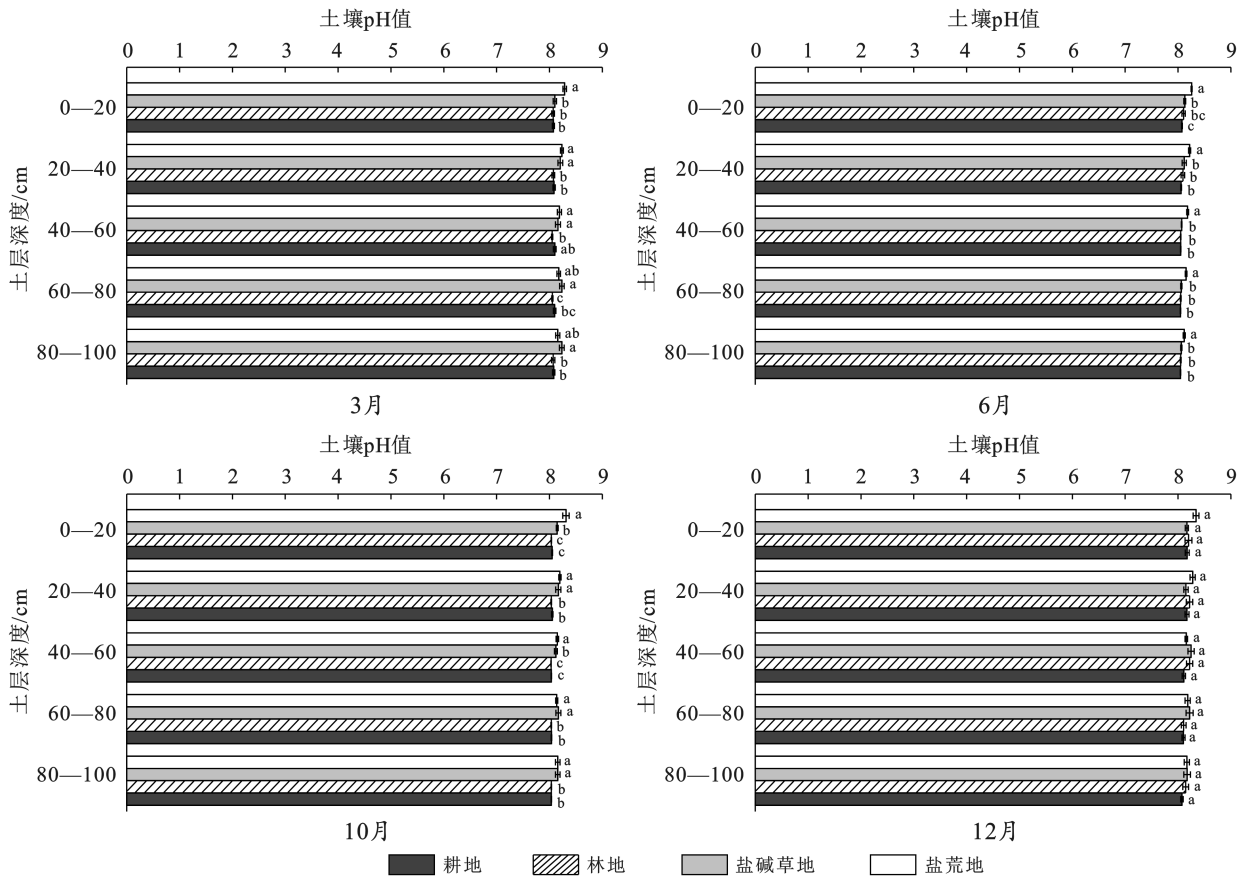 土壤pH值
0 1 2 3 4 5 6 7 8 9
土层深度/cm
0—20 a b b b
20—40 a a b b
40—60 a a b ab
60—80 ab a c bc
80—100 ab a b b
3月
土壤pH值
0 1 2 3 4 5 6 7 8 9
土层深度/cm
0—20 a b bc c
20—40 a b b b
40—60 a b b b
60—80 a b b b
80—100 a b b b
6月
土壤pH值
0 1 2 3 4 5 6 7 8 9
土层深度/cm
0—20 a b c c
20—40 a a b b
40—60 a b c c
60—80 a a b b
80—100 a a b b
10月
土壤pH值
0 1 2 3 4 5 6 7 8 9
土层深度/cm
0—20 a a a a
20—40 a a a a
40—60 a a a a
60—80 a a a a
80—100 a a a a
12月
耕地 林地 盐碱草地 盐荒地